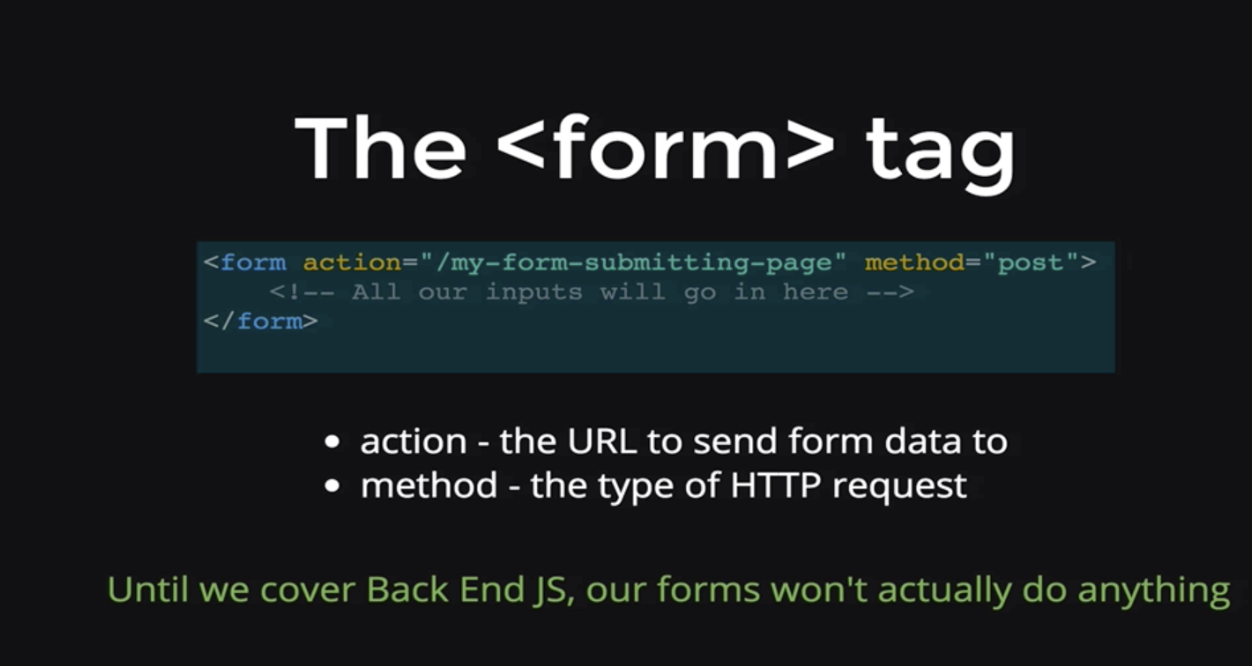 The <form> tag
<form action="/my-form-submitting-page" method="post">
<!-- All our inputs will go in here -->
</form>
• action - the URL to send form data to
• method - the type of HTTP request
Until we cover Back End JS, our forms won't actually do anything